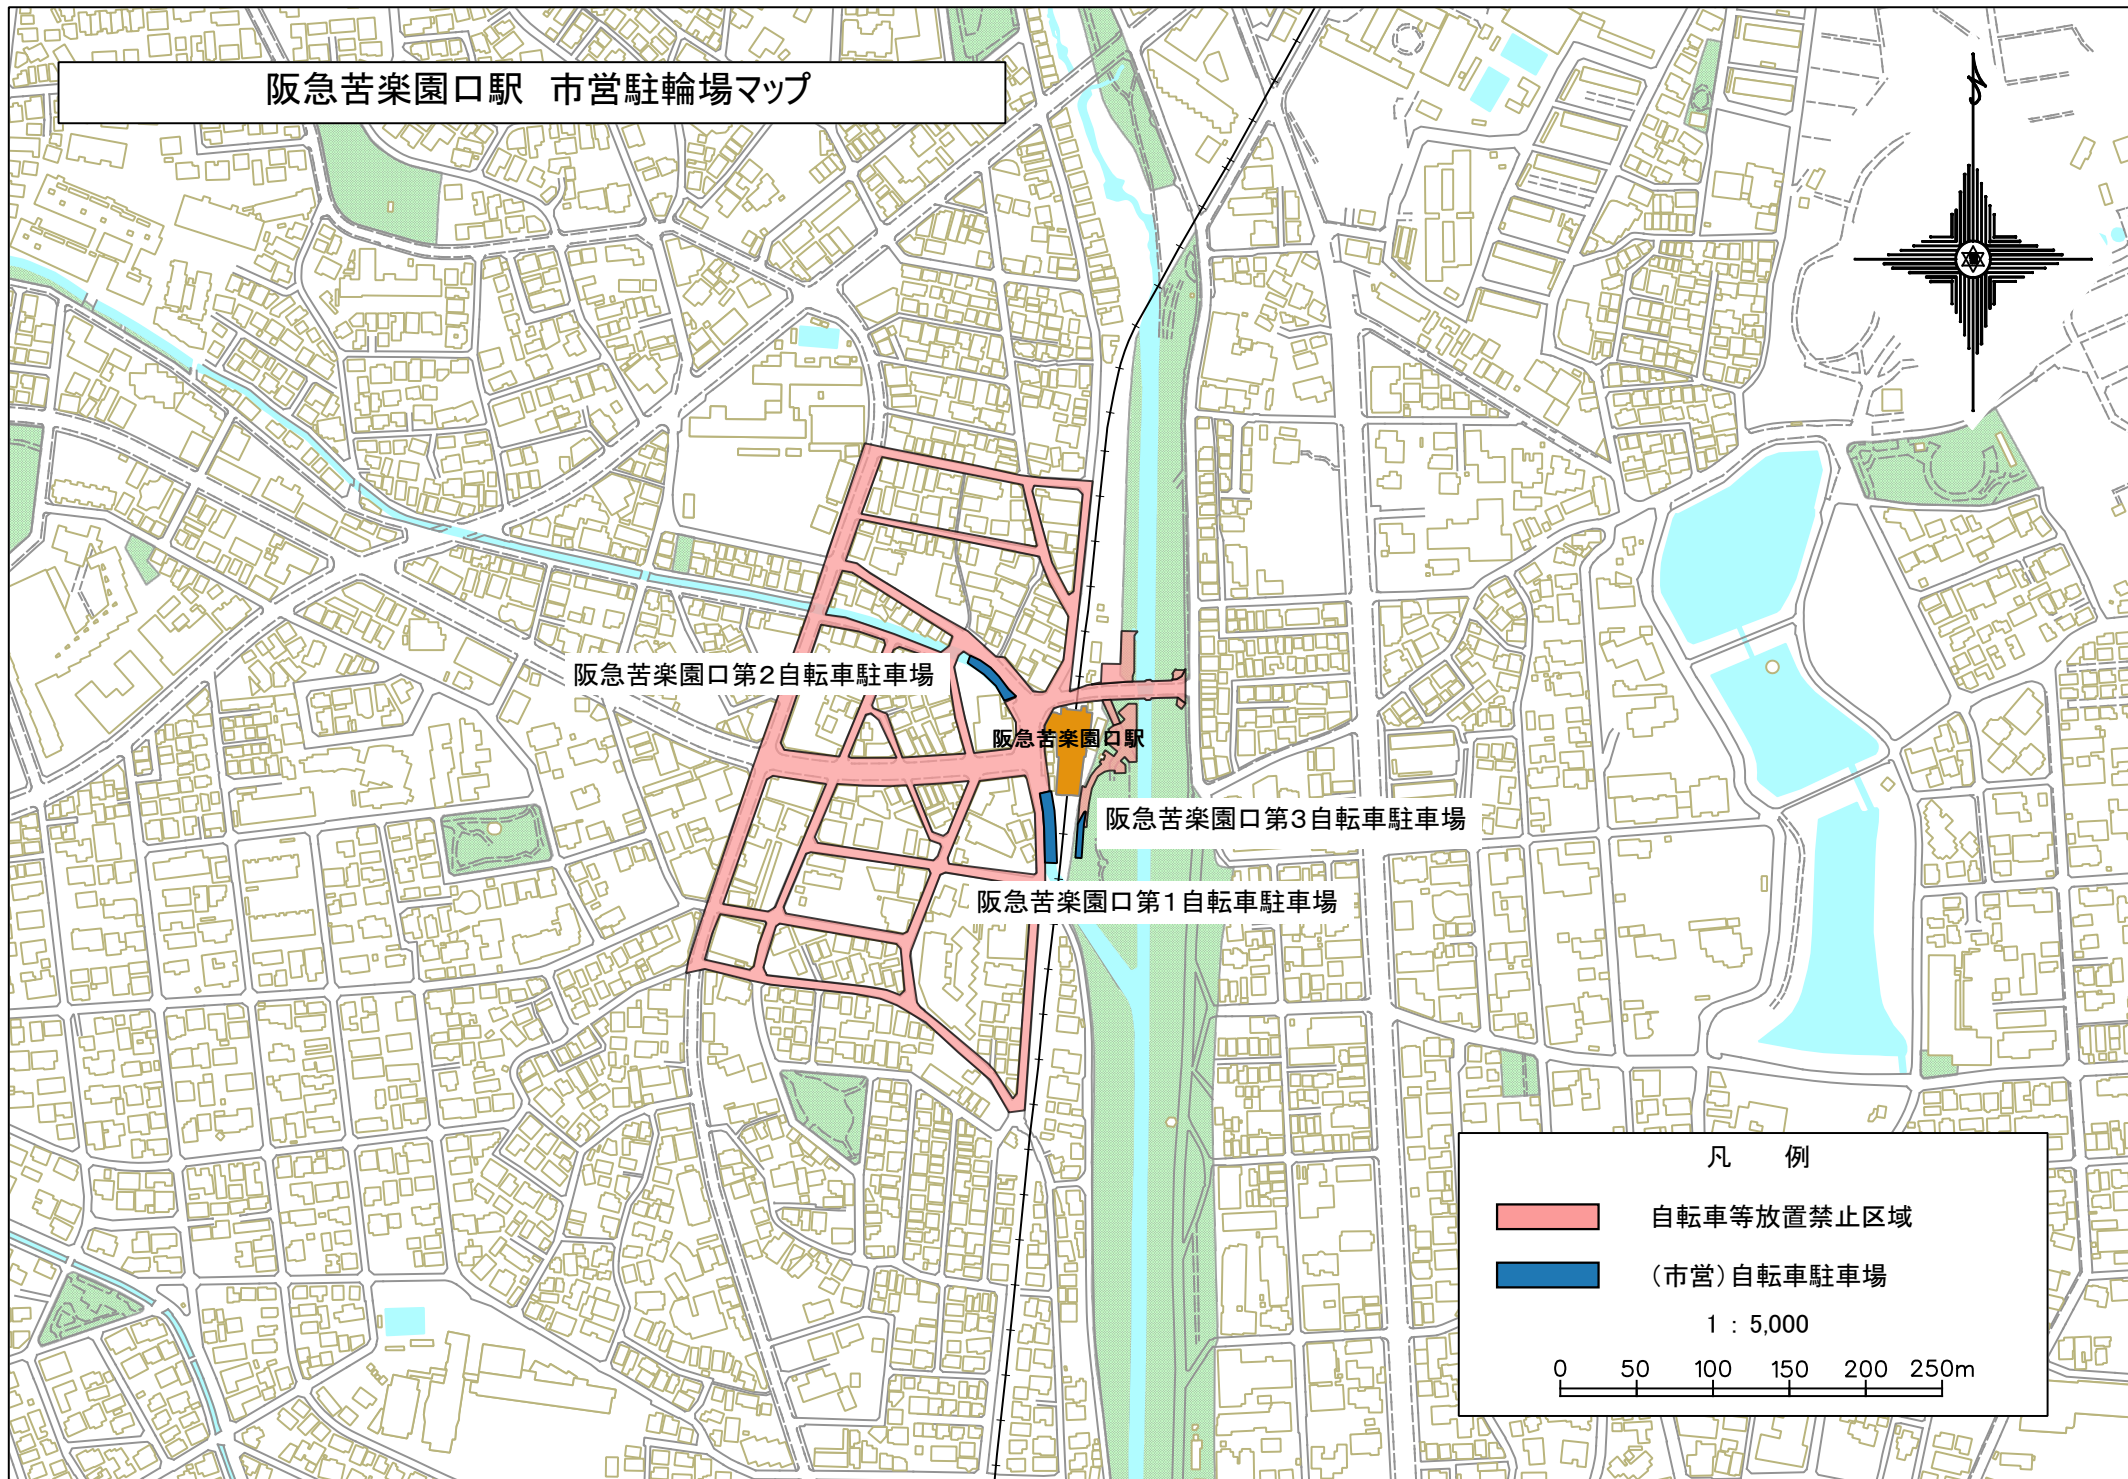 阪急苦楽園口駅 市営駐輪場マップ
阪急苦楽園口第2自転車駐車場
阪急苦楽園口駅
阪急苦楽園口第3自転車駐車場
阪急苦楽園口第1自転車駐車場
凡 例
自転車等放置禁止区域
(市営)自転車駐車場
1 : 5,000
0 50 100 150 200 250m